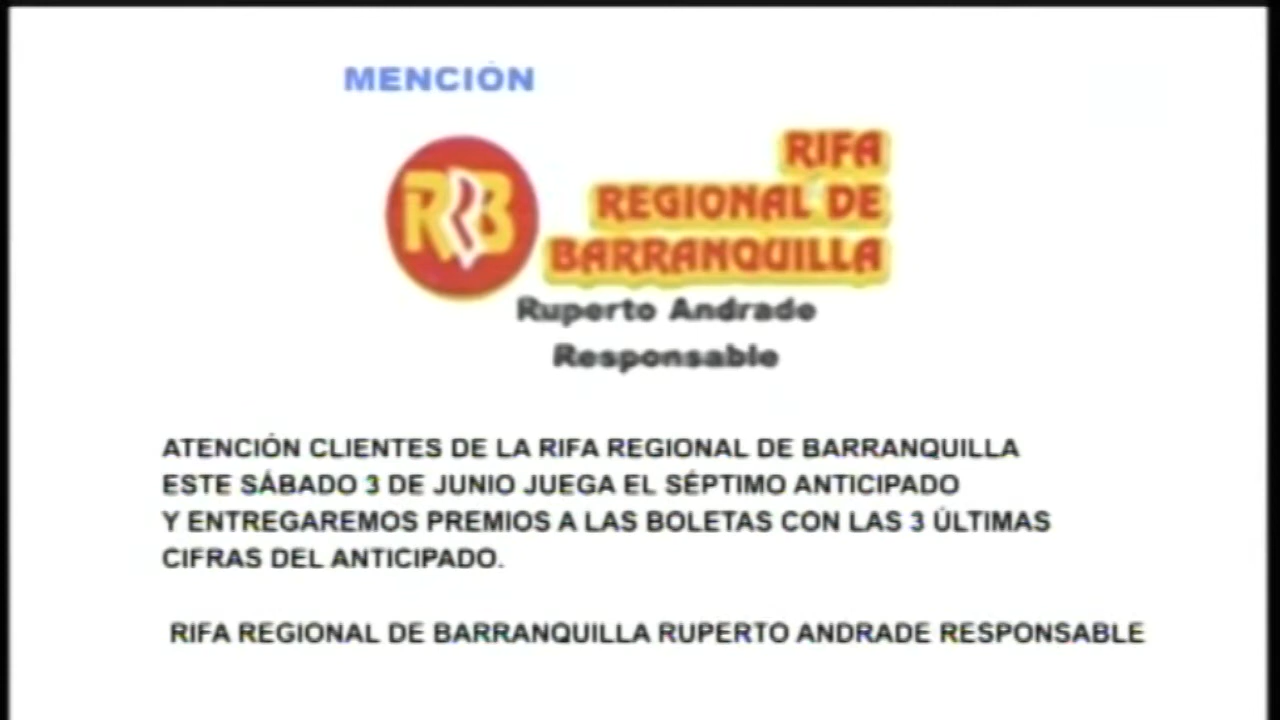 MENCIÓN
RB
RIFA
REGIONAL DE
BARRANQUILLA
Ruperto Andrade
Responsable
ATENCIÓN CLIENTES DE LA RIFA REGIONAL DE BARRANQUILLA
ESTE SÁBADO 3 DE JUNIO JUEGA EL SÉPTIMO ANTICIPADO
Y ENTREGAREMOS PREMIOS A LAS BOLETAS CON LAS 3 ÚLTIMAS
CIFRAS DEL ANTICIPADO.
RIFA REGIONAL DE BARRANQUILLA RUPERTO ANDRADE RESPONSABLE